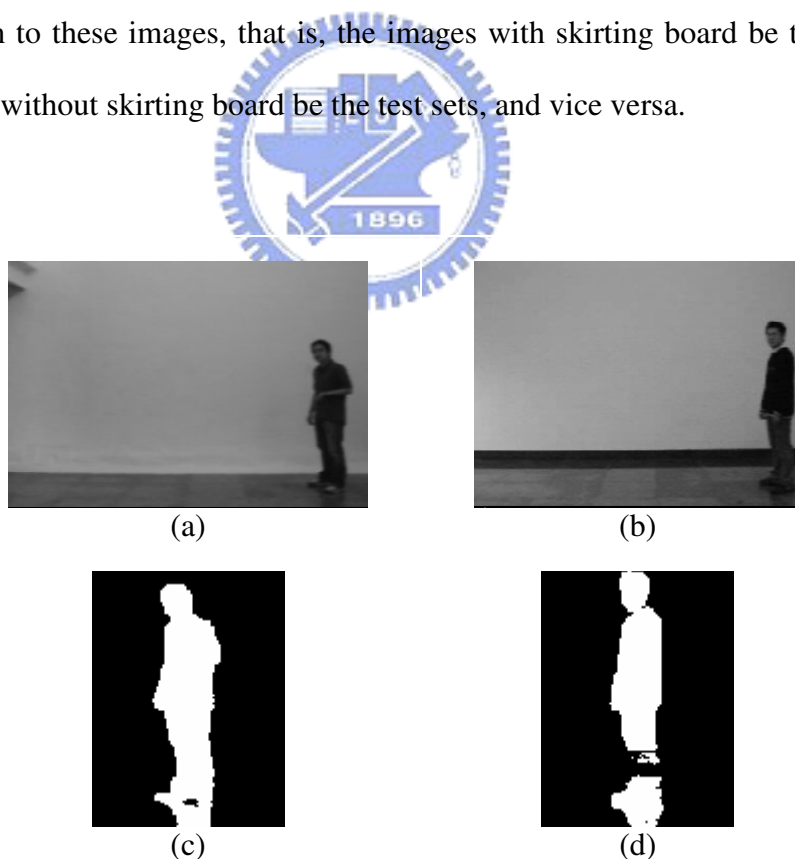 to these images, that is, the images with skirting board be
without skirting board be the test sets, and vice versa.
1896
(a)
(b)
(c)
(d)